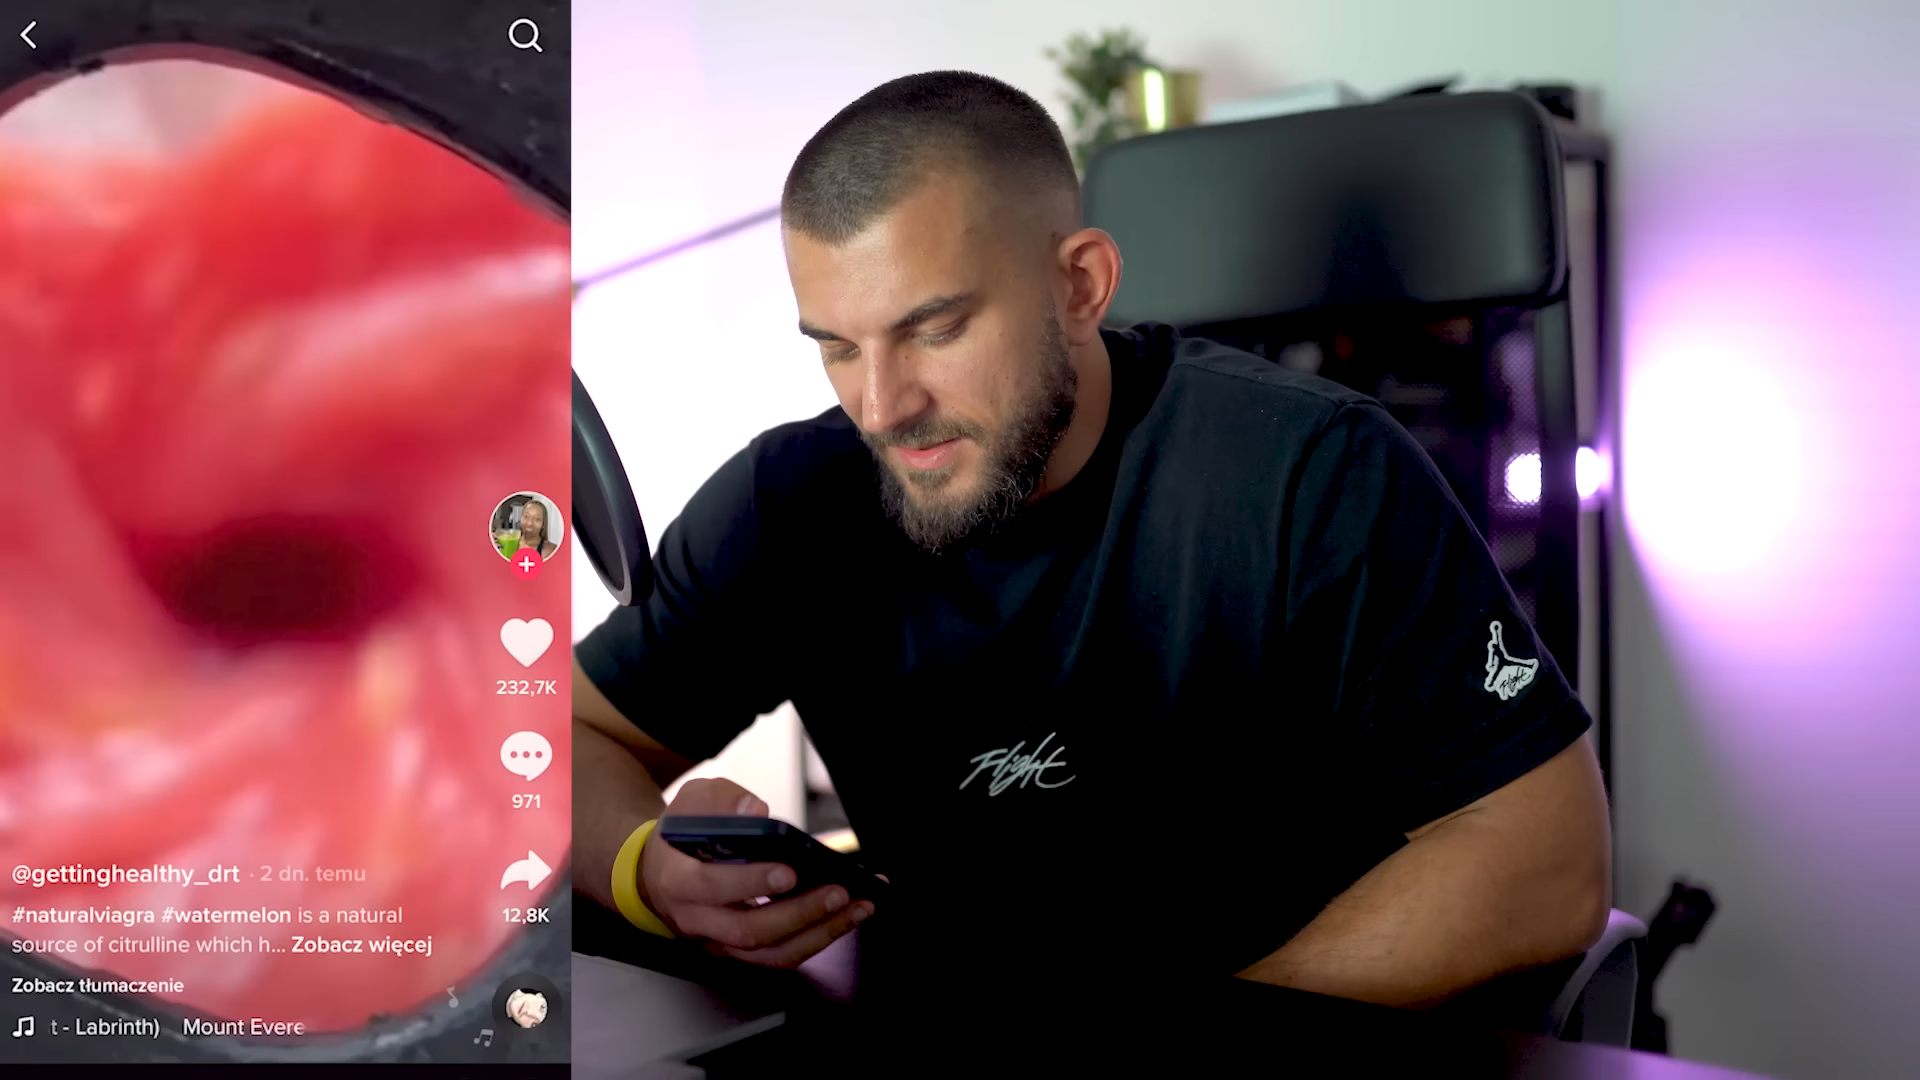 232,7K
971
@gettinghealthy_drt · 2 dn. temu
#naturalviagra #watermelon is a natural
source of citrulline which h... Zobacz więcej
12,8K
Zobacz tłumaczenie
t - Labrinth) Mount Evere
Flight
Flight